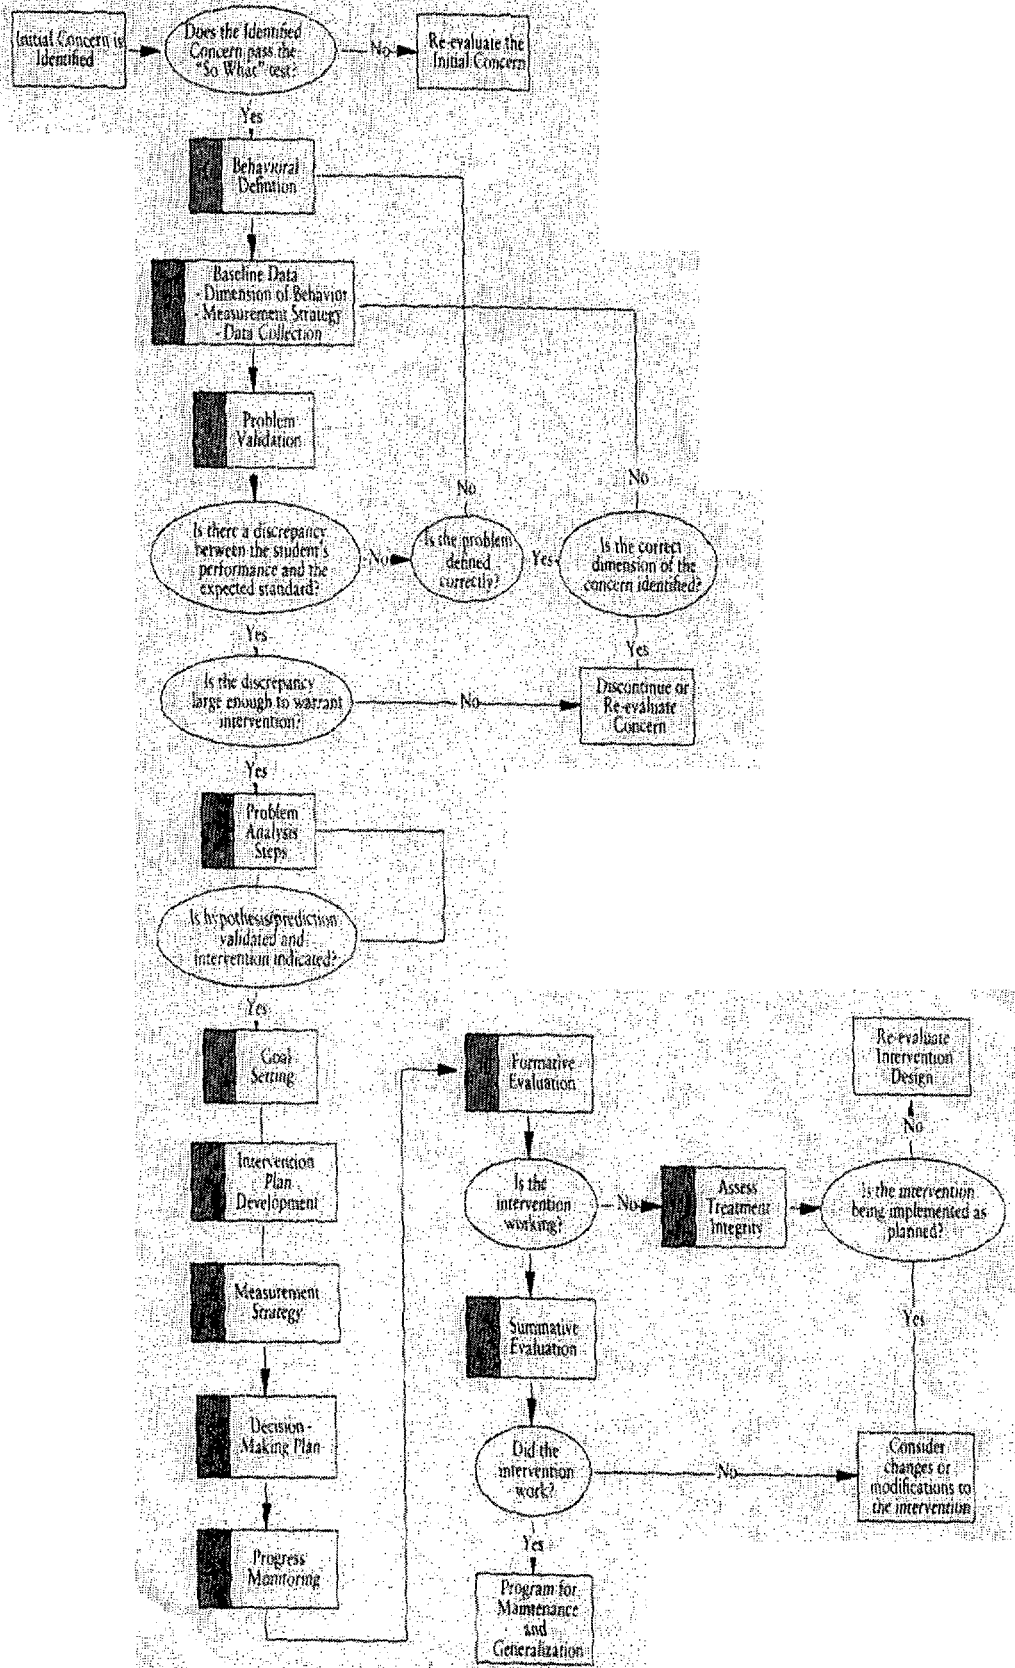 Initial Concern is
Identified
Does the Identified
Concern pass the
"So What" test?
No
Re-evaluate the
Initial Concern
Yes
Behavioral
Definition
Baseline Data
- Dimension of Behavior
- Measurement Strategy
- Data Collection
Problem
Validation
No
No
Is there a discrepancy
between the student's
performance and the
expected standard?
No
Is the problem
defined
correctly?
Yes
Is the correct
dimension of the
concern identified?
Yes
Yes
Is the discrepancy
large enough to warrant
intervention?
No
Discontinue or
Re-evaluate
Concern
Yes
Problem
Analysis
Steps
Is hypothesis/prediction
validated and
intervention indicated?
Yes
Goal
Setting
Intervention
Plan
Development
Measurement
Strategy
Decision -
Making Plan
Progress
Monitoring
Formative
Evaluation
Is the
intervention
working?
No
Assess
Treatment
Integrity
Is the intervention
being implemented as
planned?
No
Re-evaluate
Intervention
Design
Yes
Summative
Evaluation
Did the
intervention
work?
No
Consider
changes or
modifications to
the intervention
Yes
Program for
Maintenance
and
Generalization